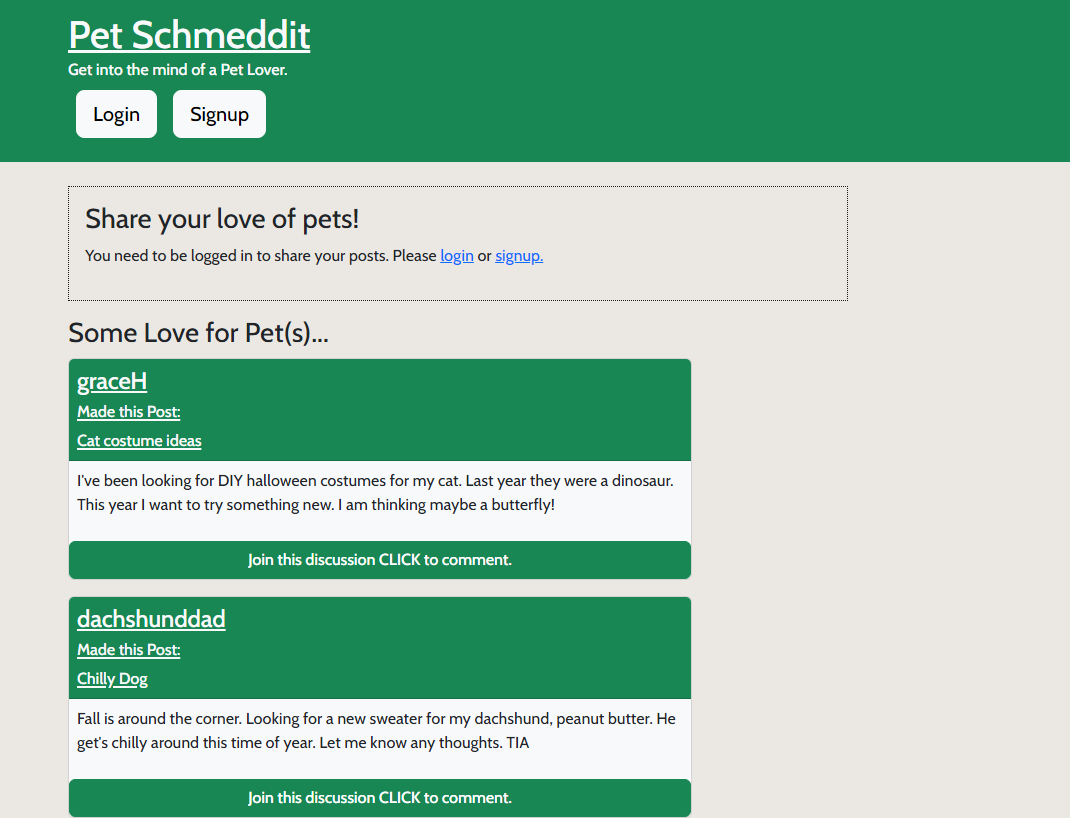 Pet Schmeddit
Get into the mind of a Pet Lover.
Login Signup
Share your love of pets!
You need to be logged in to share your posts. Please login or signup.
Some Love for Pet(s)...
graceH
Made this Post:
Cat costume ideas
I've been looking for DIY halloween costumes for my cat. Last year they were a dinosaur.
This year I want to try something new. I am thinking maybe a butterfly!
Join this discussion CLICK to comment.
dachshunddad
Made this Post:
Chilly Dog
Fall is around the corner. Looking for a new sweater for my dachshund, peanut butter. He
get's chilly around this time of year. Let me know any thoughts. TIA
Join this discussion CLICK to comment.